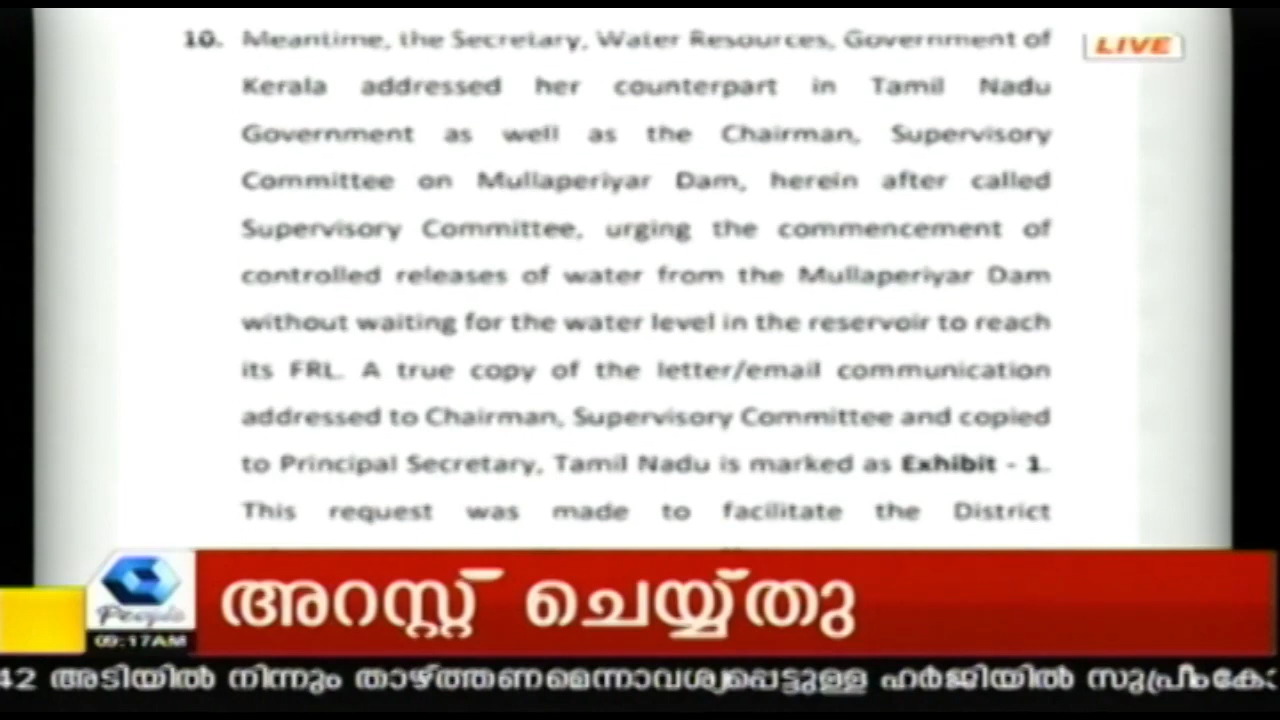 10. Meantime, the Secretary, Water Resources, Government of
LIVE
Kerala addressed her counterpart in Tamil Nadu
Government as well as the Chairman, Supervisory
Committee on Mullaperiyar Dam, herein after called
Supervisory Committee, urging the commencement of
controlled releases of water from the Mullaperiyar Dam
without waiting for the water level in the reservoir to reach
its FRL. A true copy of the letter/email communication
addressed to Chairman, Supervisory Committee and copied
to Principal Secretary, Tamil Nadu is marked as Exhibit - 1.
This request was made to facilitate the District
People
അറസ്റ്റ് ചെയ്യ്തു
09:17AM
42 അടിയിൽ നിന്നും താഴ്ത്തണമെന്നാവശ്യപ്പെട്ടുള്ള ഹർജിയിൽ സുപ്രീംകോ